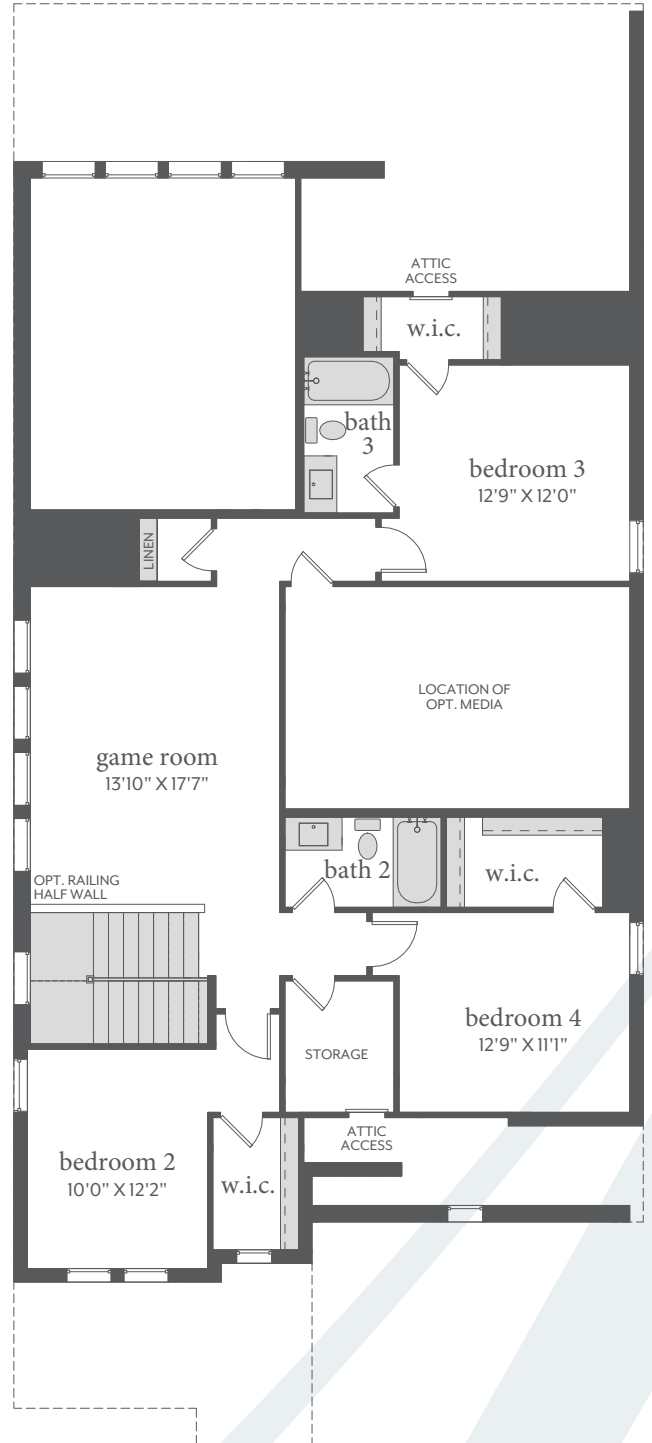 ATTIC
ACCESS
w.i.c.
bath
3
bedroom 3
12'9" X 12'0"
LINEN
LOCATION OF
OPT. MEDIA
game room
13'10" X 17'7"
OPT. RAILING
HALF WALL
bath 2
w.i.c.
bedroom 4
12'9" X 11'1"
STORAGE
ATTIC
ACCESS
bedroom 2
10'0" X 12'2"
w.i.c.